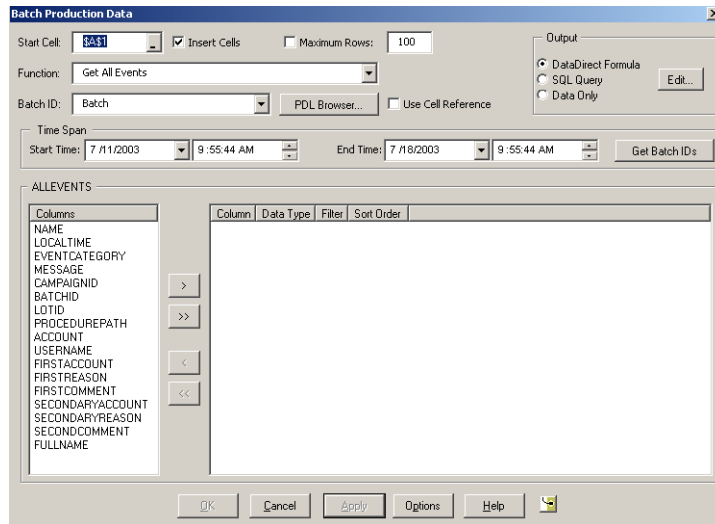 Batch Production Data
Start Cell: $A$1 _ Insert Cells Maximum Rows: 100
Output
DataDirect Formula
SQL Query
Data Only
Edit...
Function: Get All Events
Batch ID: Batch PDL Browser... Use Cell Reference
Time Span
Start Time: 7 /11/2003 9 :55:44 AM End Time: 7 /18/2003 9 :55:44 AM Get Batch IDs
ALLEVENTS
Columns
NAME
LOCALTIME
EVENTCATEGORY
MESSAGE
CAMPAIGNID
BATCHID
LOTID
PROCEDUREPATH
ACCOUNT
USERNAME
FIRSTACCOUNT
FIRSTREASON
FIRSTCOMMENT
SECONDARYACCOUNT
SECONDARYREASON
SECONDCOMMENT
FULLNAME
>
>>
<
<<
Column Data Type Filter Sort Order
OK Cancel Apply Options Help